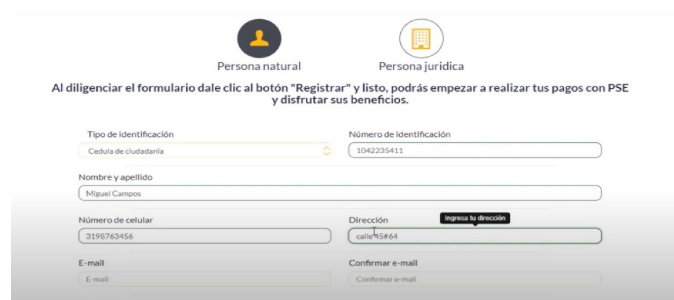 Persona natural
Persona juridica
Al diligenciar el formulario dale clic al botón "Registrar" y listo, podrás empezar a realizar tus pagos con PSE
y disfrutar sus beneficios.
Tipo de identificación
Número de identificación
Cedula de ciudadania
1042235411
Nombre y apellido
Miguel Campos
Número de celular
Dirección
Ingresa tu dirección
3198763456
calle 45#64
E-mail
Confirmar e-mail
E-mail
Confirmar e-mail